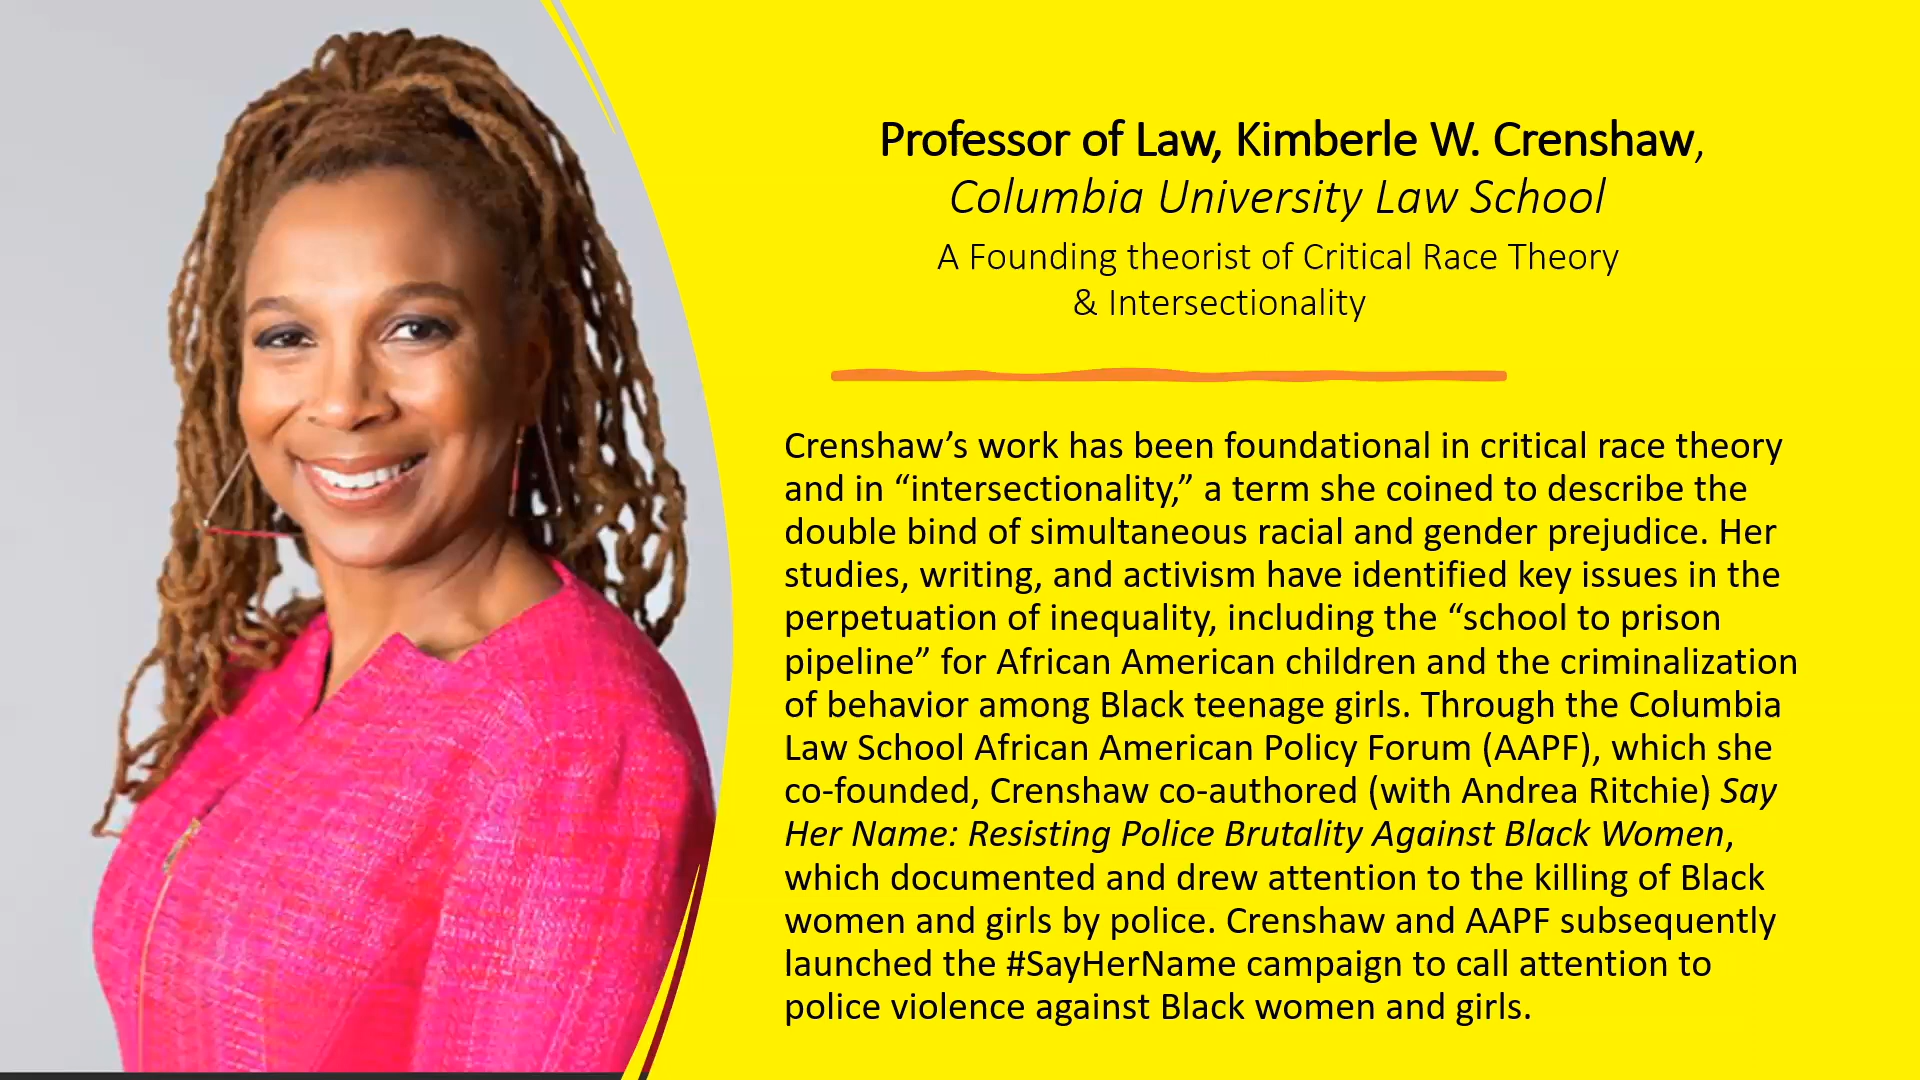 Professor of Law, Kimberle W. Crenshaw,
Columbia University Law School
A Founding theorist of Critical Race Theory
& Intersectionality
Crenshaw’s work has been foundational in critical race theory
and in “intersectionality,” a term she coined to describe the
double bind of simultaneous racial and gender prejudice. Her
studies, writing, and activism have identified key issues in the
perpetuation of inequality, including the “school to prison
pipeline” for African American children and the criminalization
of behavior among Black teenage girls. Through the Columbia
Law School African American Policy Forum (AAPF), which she
co-founded, Crenshaw co-authored (with Andrea Ritchie) Say
Her Name: Resisting Police Brutality Against Black Women,
which documented and drew attention to the killing of Black
women and girls by police. Crenshaw and AAPF subsequently
launched the #SayHerName campaign to call attention to
police violence against Black women and girls.